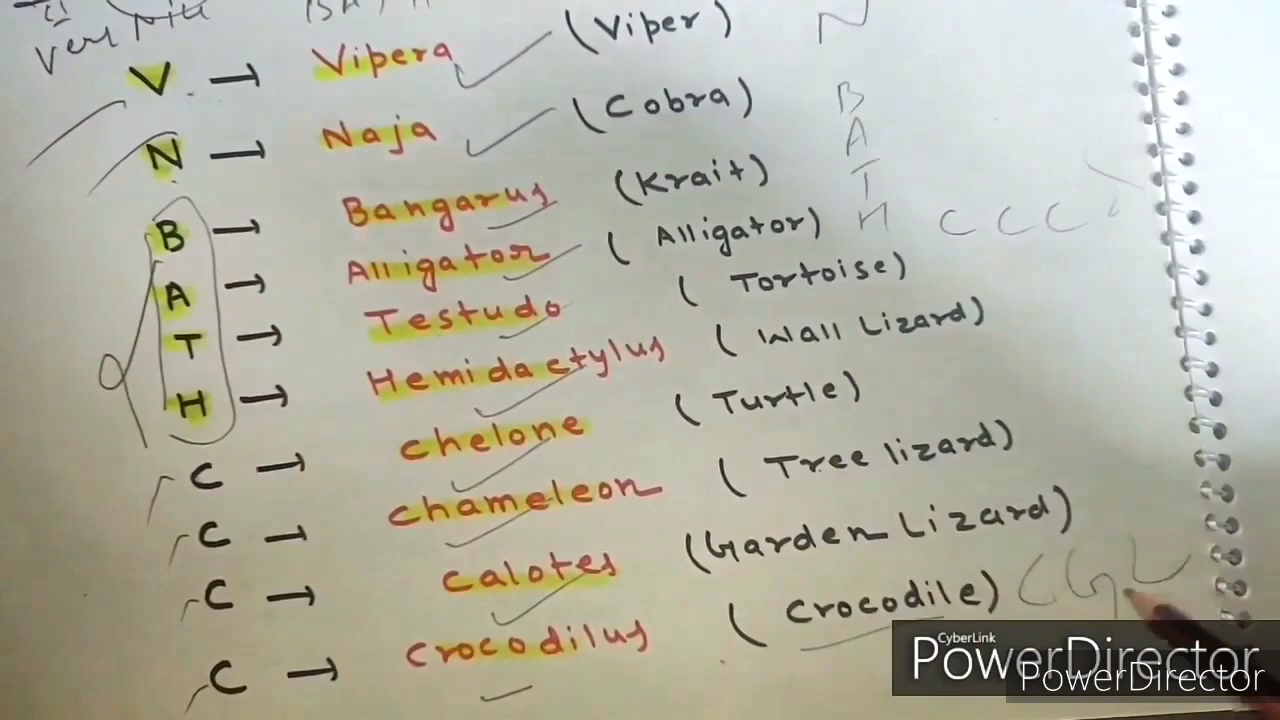 V → Vipera (Viper) N
N → Naja (Cobra) B
A
B → Bangarus (Krait) T
A → Alligator (Alligator) H C C C
T → Testudo (Tortoise)
H → Hemidactylus (Wall Lizard)
C → Chelone (Turtle)
C → Chameleon (Tree lizard)
C → Calotes (Garden Lizard)
C → Crocodilus (Crocodile) C G L
CyberLink
PowerDirector
PowerDirector